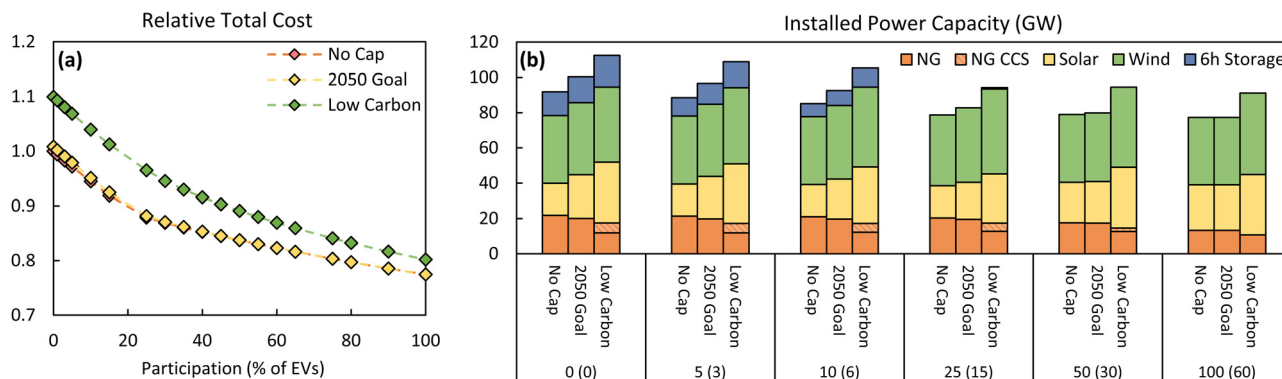 Relative Total Cost
(a)
No Cap
2050 Goal
Low Carbon
1.2
1.1
1.0
0.9
0.8
0.7
0 20 40 60 80 100
Participation (% of EVs)
Installed Power Capacity (GW)
(b)
NG NG CCS Solar Wind 6h Storage
120
100
80
60
40
20
0
No Cap 2050 Goal Low Carbon No Cap 2050 Goal Low Carbon No Cap 2050 Goal Low Carbon No Cap 2050 Goal Low Carbon No Cap 2050 Goal Low Carbon No Cap 2050 Goal Low Carbon
0 (0) 5 (3) 10 (6) 25 (15) 50 (30) 100 (60)